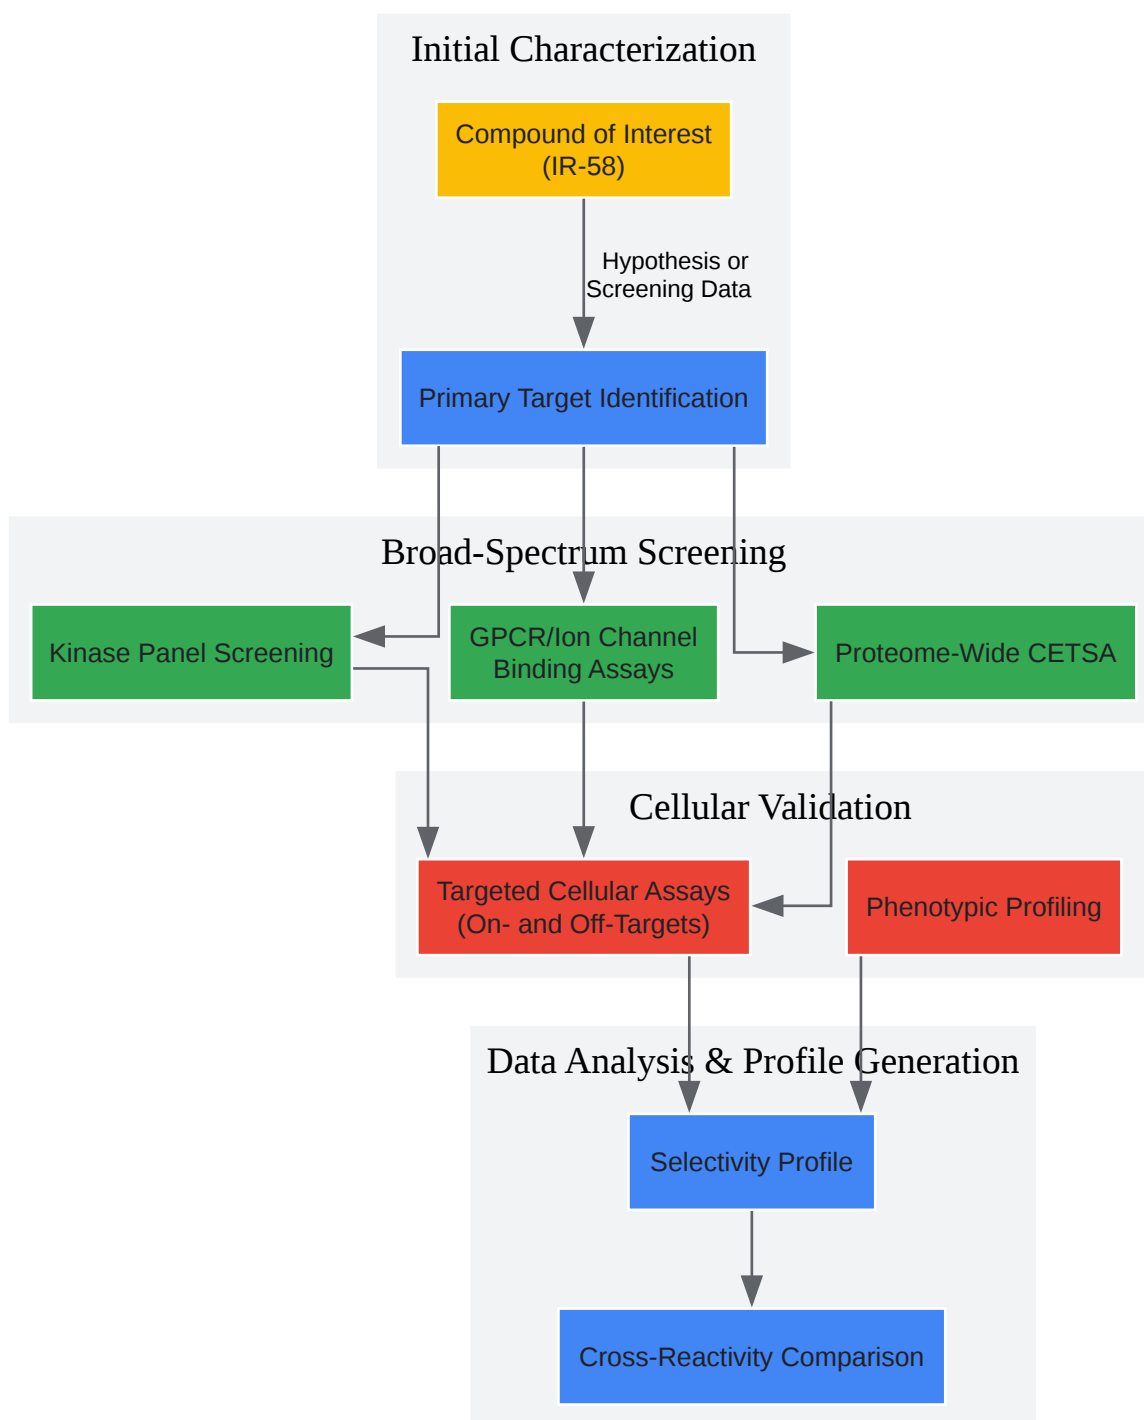 Initial Characterization
Compound of Interest
(IR-58)
Hypothesis or
Screening Data
Primary Target Identification
Broad-Spectrum Screening
Kinase Panel Screening
GPCR/Ion Channel
Binding Assays
Proteome-Wide CETSA
Cellular Validation
Targeted Cellular Assays
(On- and Off-Targets)
Phenotypic Profiling
Data Analysis & Profile Generation
Selectivity Profile
Cross-Reactivity Comparison